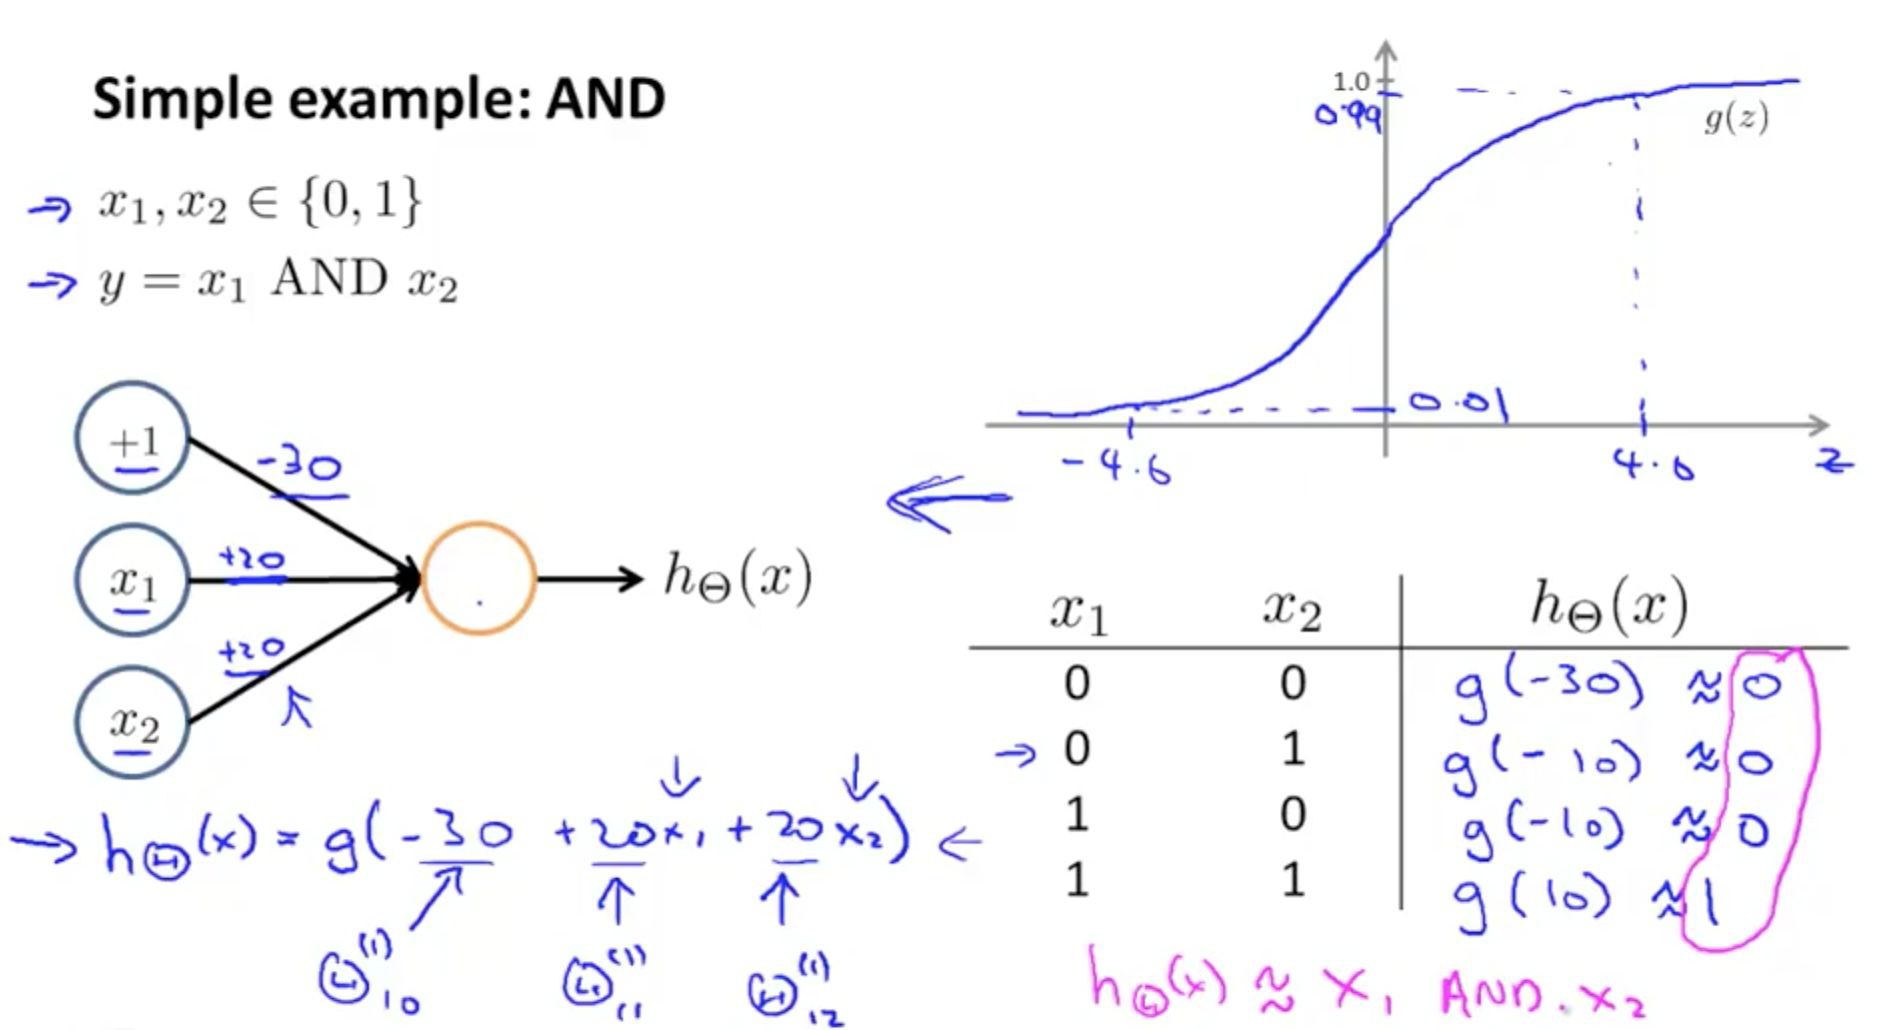 Simple example: AND
→ x₁, x₂ ∈ {0, 1}
→ y = x₁ AND x₂
1.0
0.99
g(z)
0.01
-4.6
4.6
z
+1
-30
x₁
+20
x₂
+20
h_Θ(x)
x₁ x₂ h_Θ(x)
0 0 g(-30) ≈ 0
→ 0 1 g(-10) ≈ 0
1 0 g(-10) ≈ 0
1 1 g(10) ≈ 1
→ h_Θ(x) = g(-30 + 20x₁ + 20x₂) ←
Θ₁₀⁽¹⁾ Θ₁₁⁽¹⁾ Θ₁₂⁽¹⁾
h_Θ(x) ≈ x₁ AND. x₂